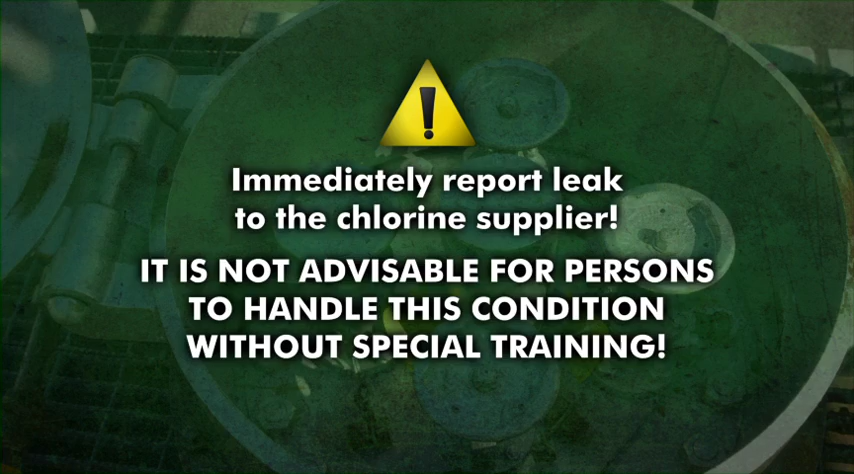 Immediately report leak
to the chlorine supplier!
IT IS NOT ADVISABLE FOR PERSONS
TO HANDLE THIS CONDITION
WITHOUT SPECIAL TRAINING!